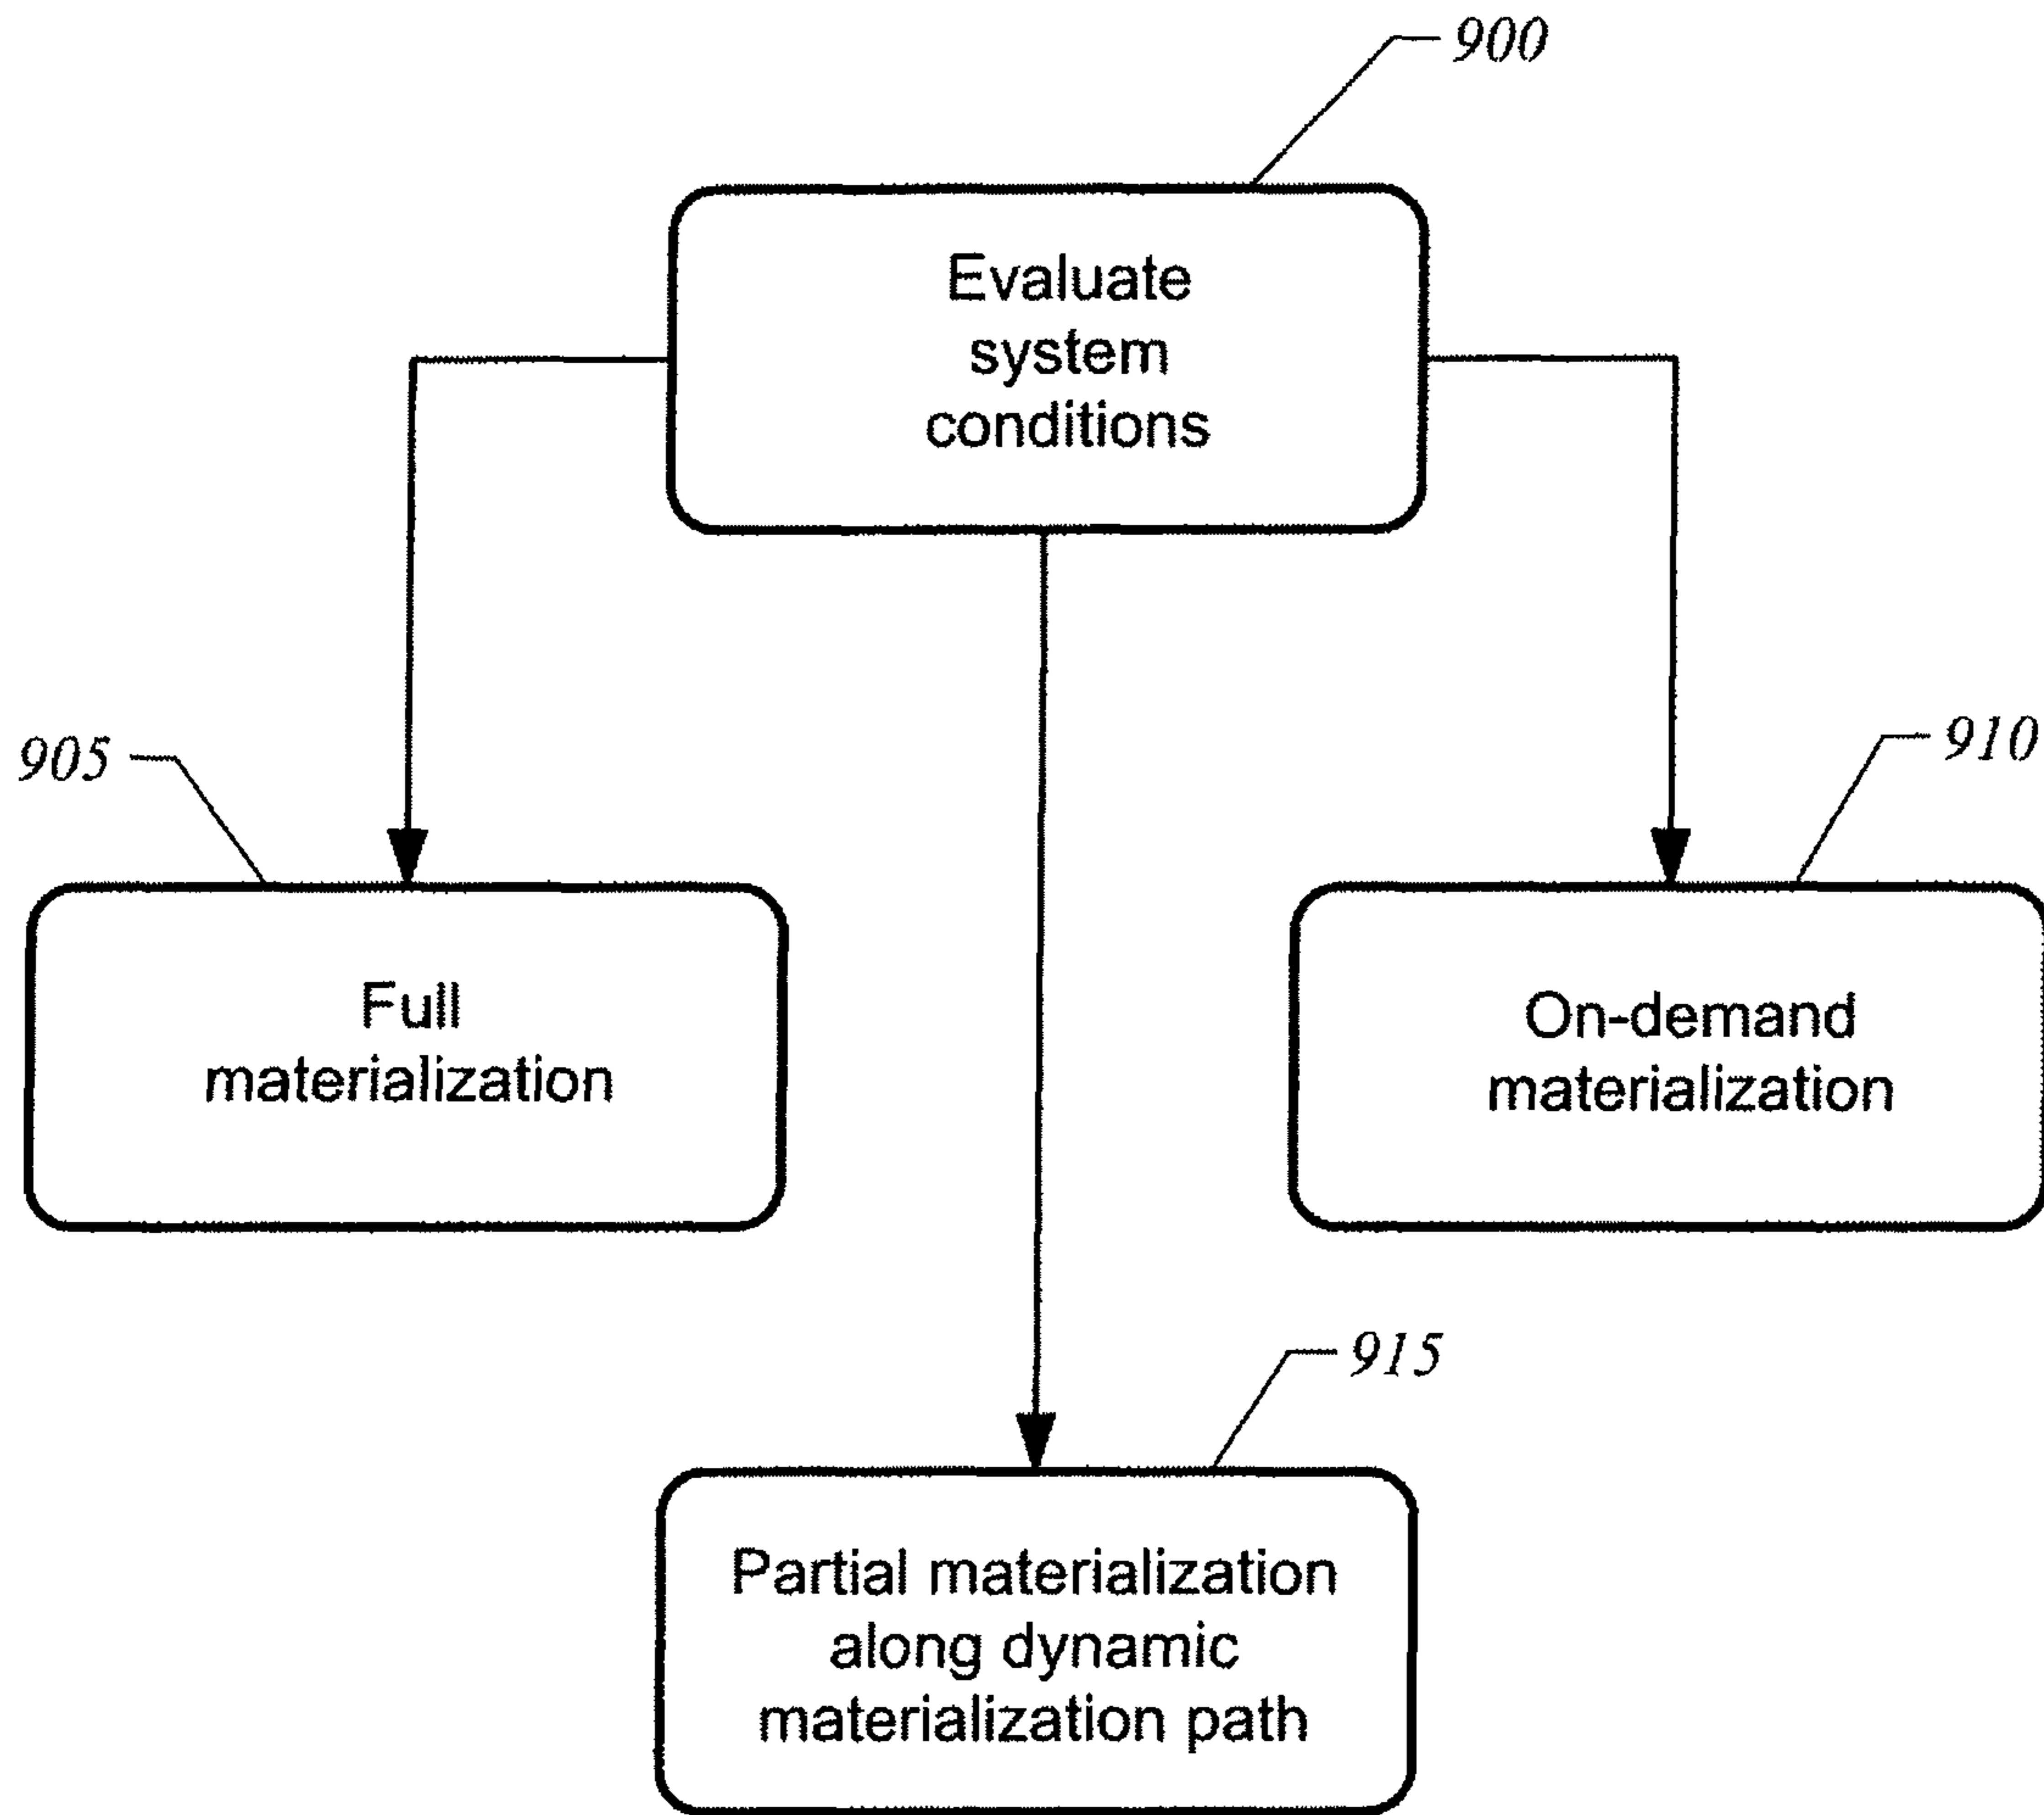 900
Evaluate
system
conditions
905
910
Full
materialization
On-demand
materialization
915
Partial materialization
along dynamic
materialization path